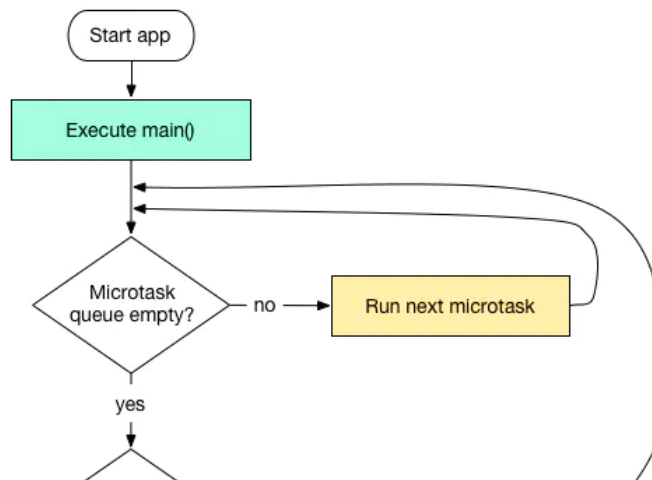 Start app
Execute main()
Microtask
queue empty?
no
Run next microtask
yes